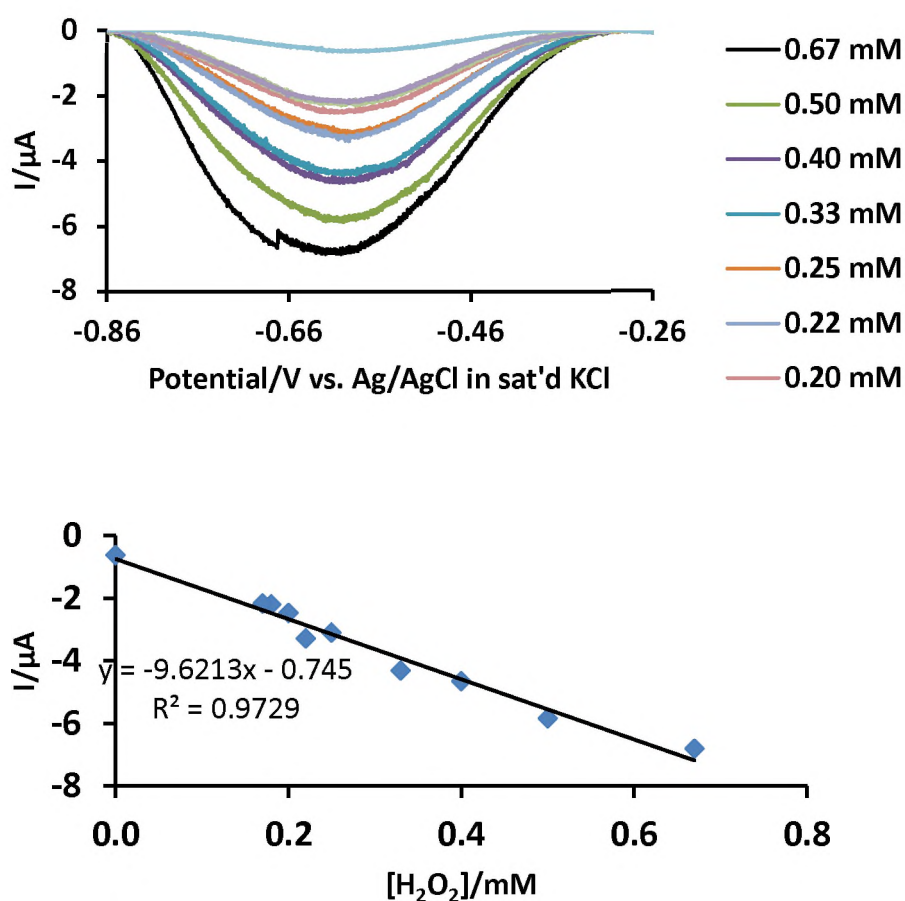 0
-2
-4
-6
-8
I/µA
-0.86
-0.66
-0.46
-0.26
Potential/V vs. Ag/AgCl in sat'd KCl
0.67 mM
0.50 mM
0.40 mM
0.33 mM
0.25 mM
0.22 mM
0.20 mM
0
-2
-4
-6
-8
I/µA
y = -9.6213x - 0.745
R² = 0.9729
0.0
0.2
0.4
0.6
0.8
[H₂O₂]/mM